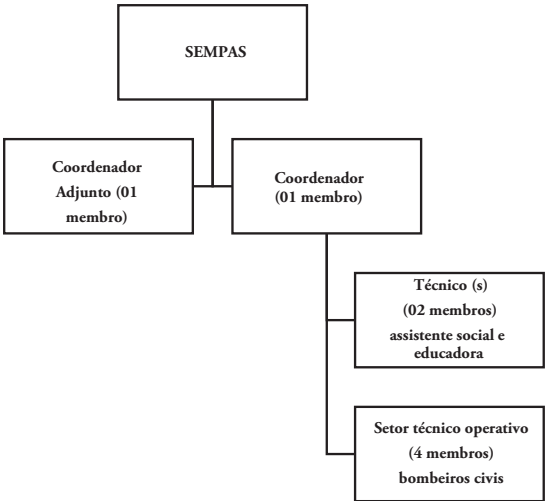 SEMPAS
Coordenador
Adjunto (01
membro)
Coordenador
(01 membro)
Técnico (s)
(02 membros)
assistente social e
educadora
Setor técnico operativo
(4 membros)
bombeiros civis